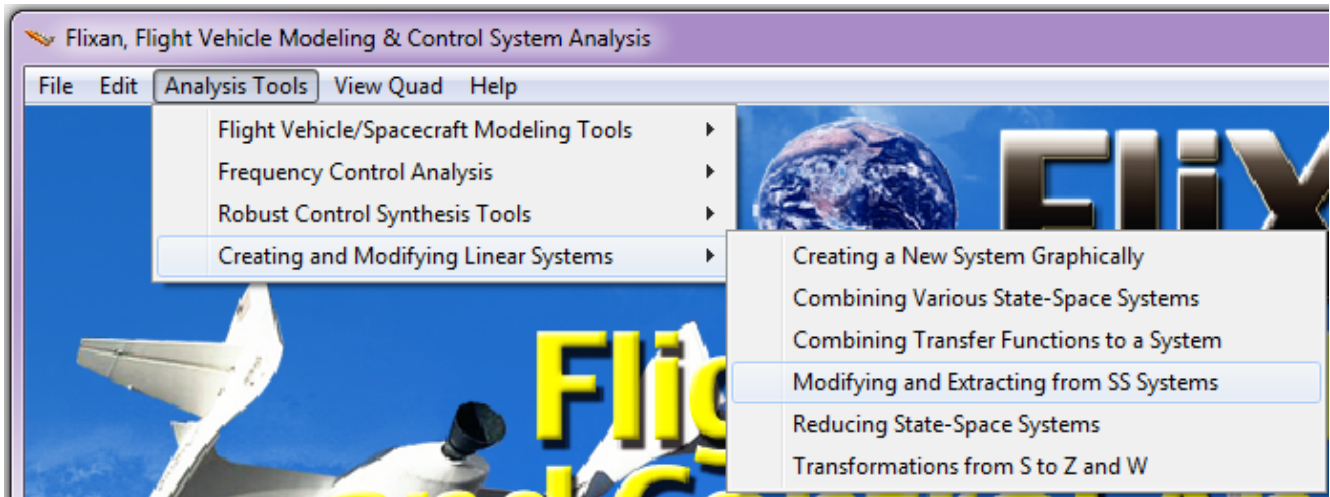 Flixan, Flight Vehicle Modeling & Control System Analysis
File Edit Analysis Tools View Quad Help
Flight Vehicle/Spacecraft Modeling Tools
Frequency Control Analysis
Robust Control Synthesis Tools
Creating and Modifying Linear Systems
Creating a New System Graphically
Combining Various State-Space Systems
Combining Transfer Functions to a System
Modifying and Extracting from SS Systems
Reducing State-Space Systems
Transformations from S to Z and W